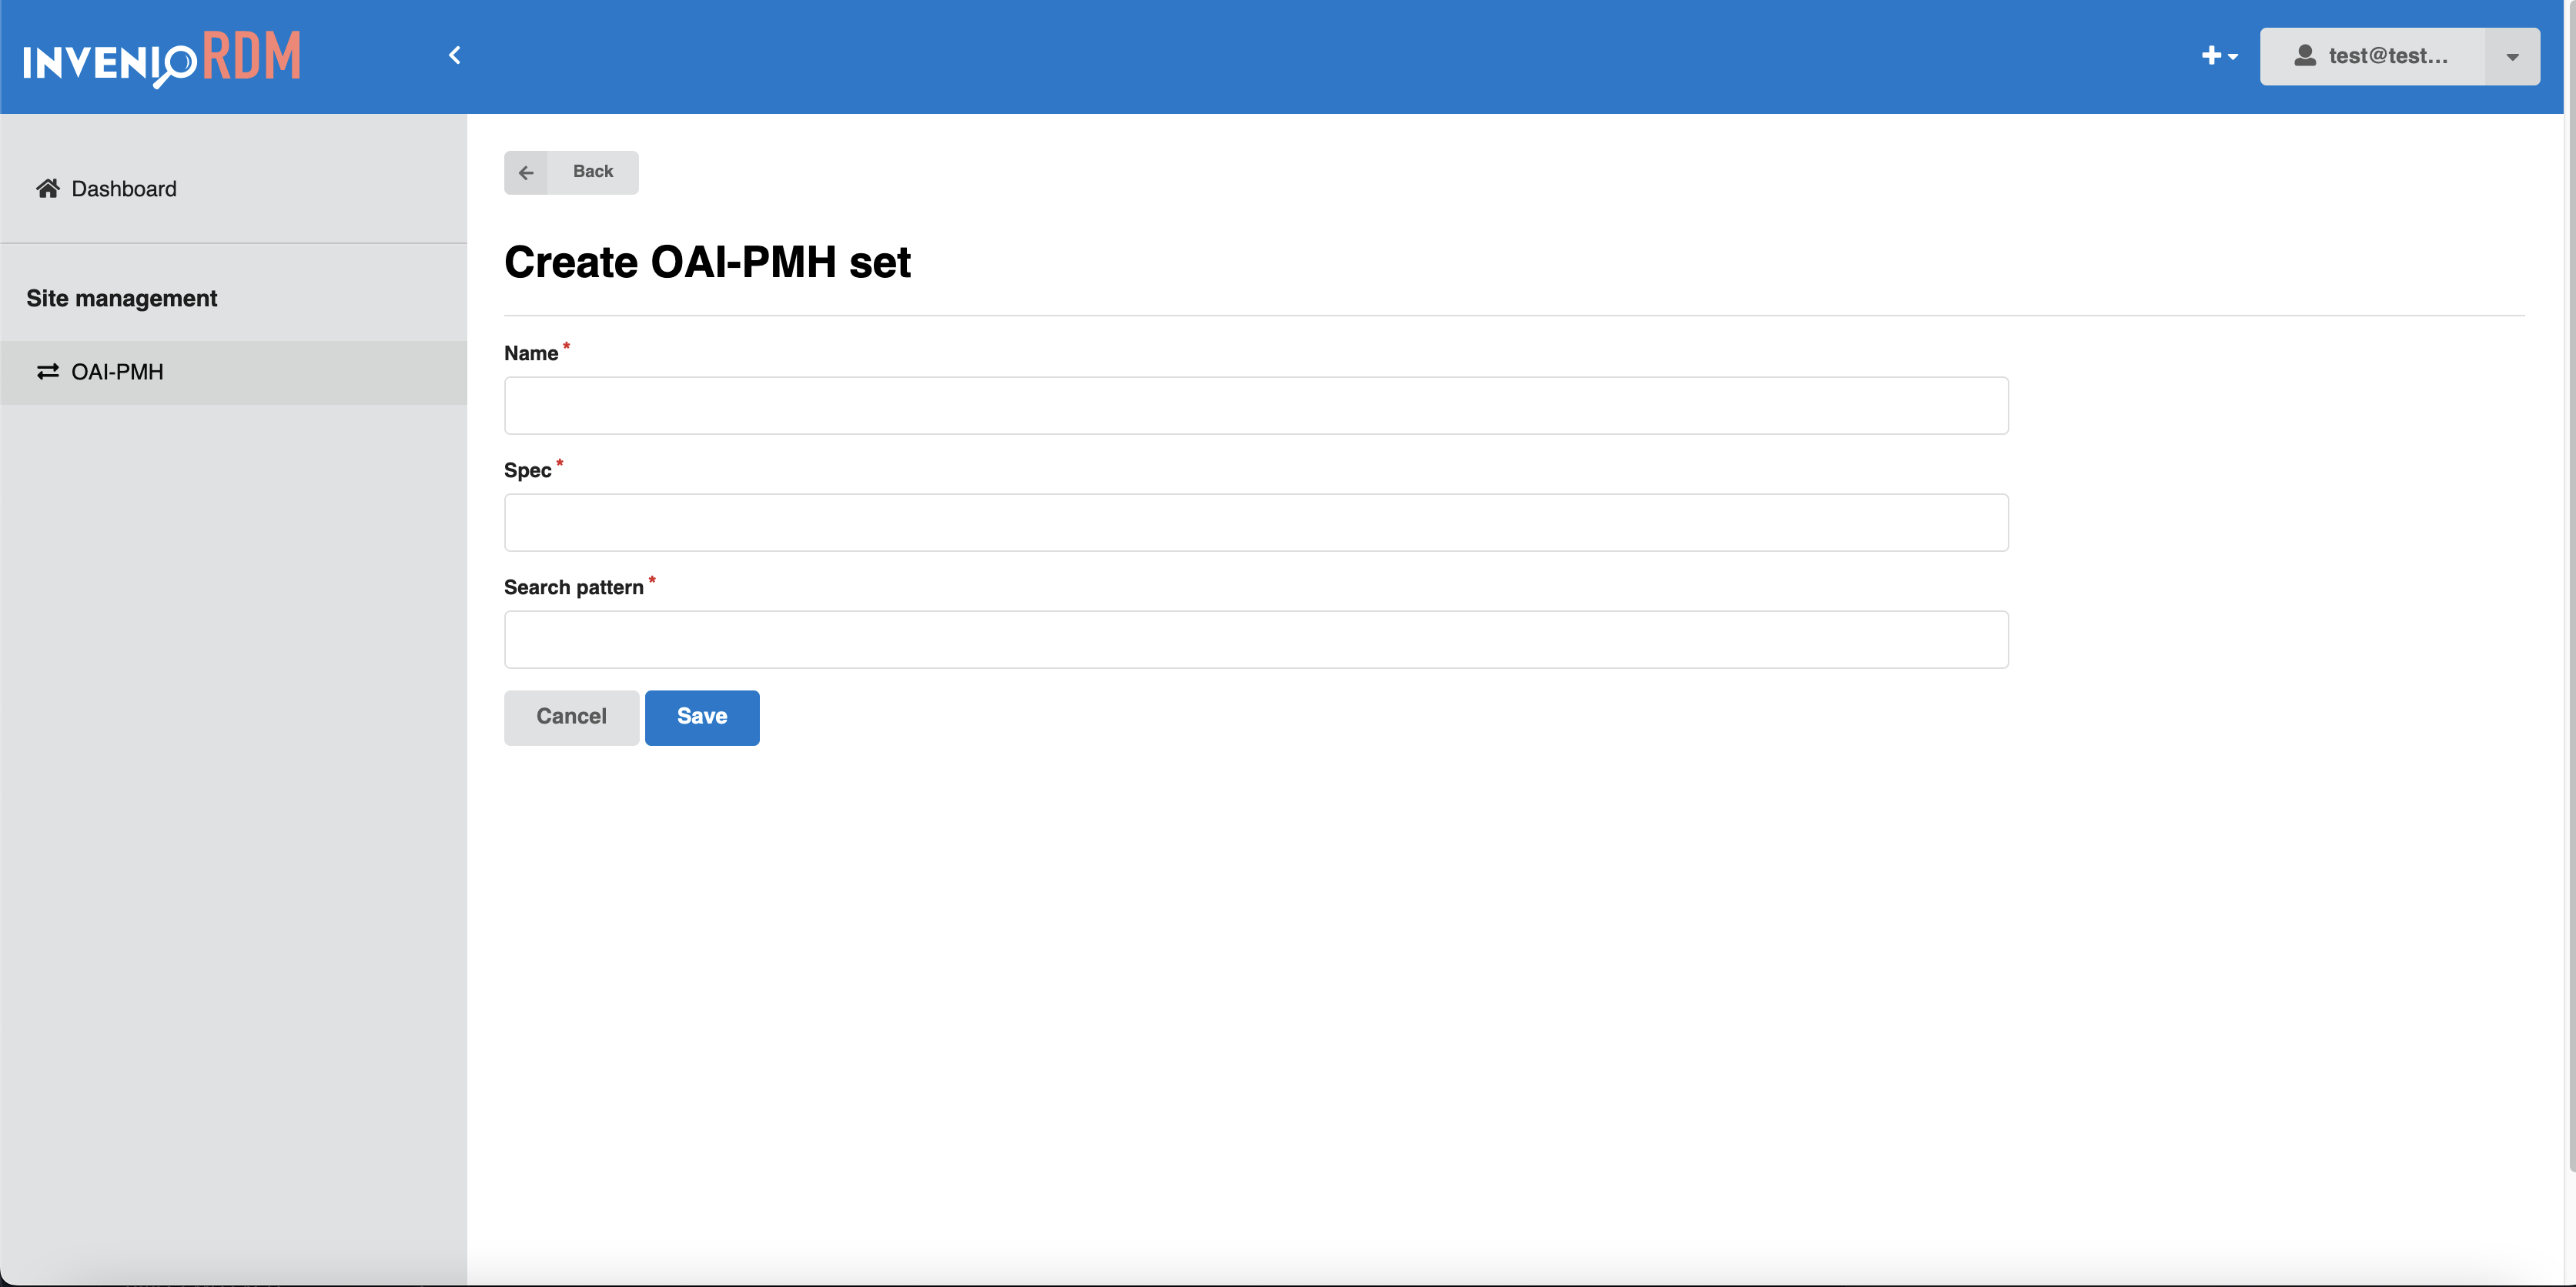 INVENIO RDM
test@test...
Dashboard
Site management
OAI-PMH
Back
Create OAI-PMH set
Name *
Spec *
Search pattern *
Cancel
Save